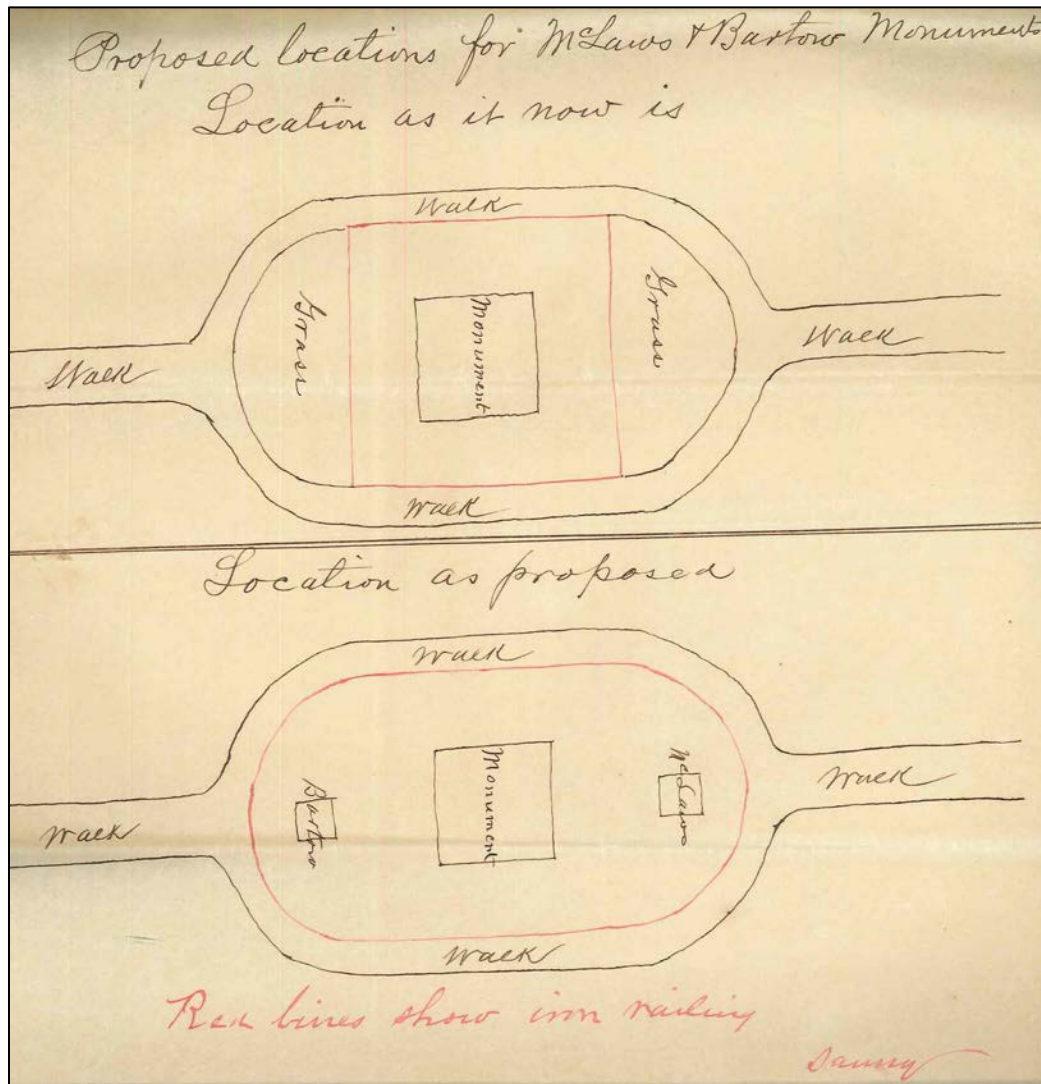 Proposed locations for McLaws & Bartow Monuments
Location as it now is
Walk
Grass
Monument
Grass
Walk
Walk
Walk
Location as proposed
Walk
Bartow
Monument
McLaws
Walk
Walk
Walk
Red lines show iron railing